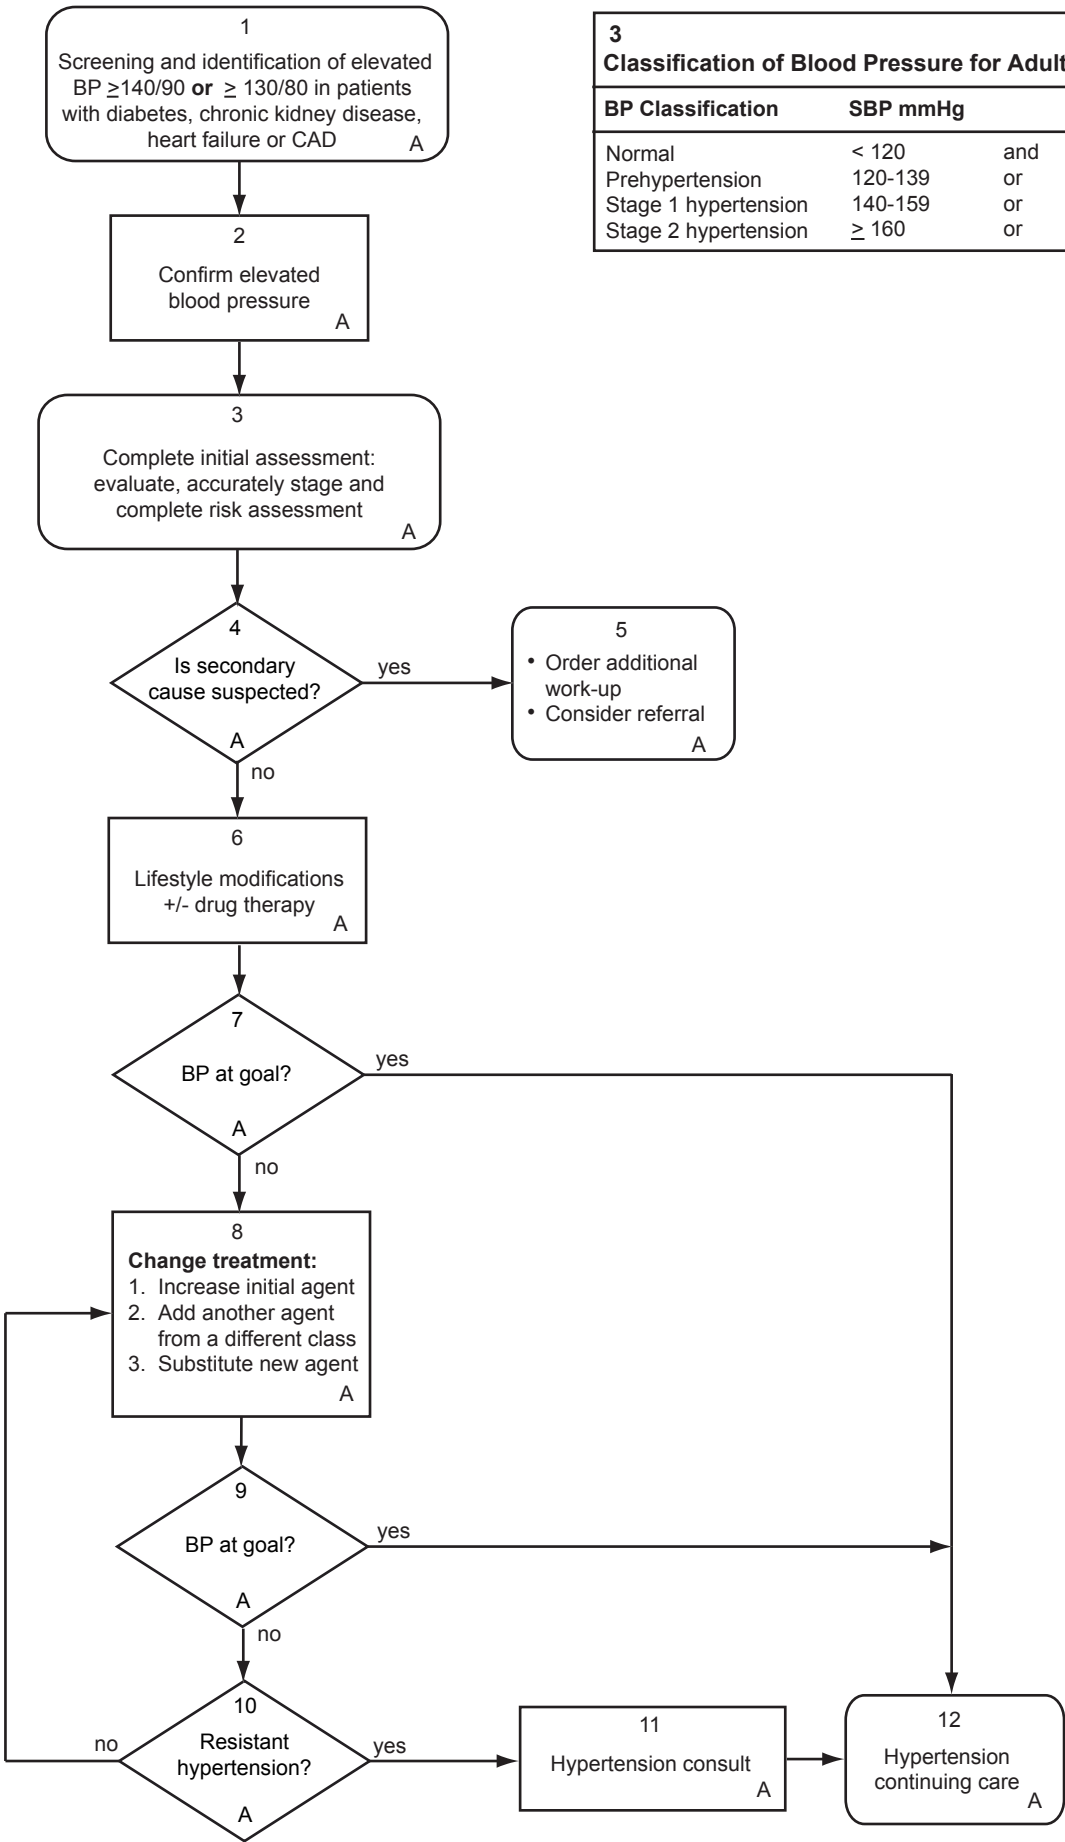 1
Screening and identification of elevated
BP ≥140/90 or ≥ 130/80 in patients
with diabetes, chronic kidney disease,
heart failure or CAD
A
3
Classification of Blood Pressure for Adult
BP Classification SBP mmHg
Normal < 120 and
Prehypertension 120-139 or
Stage 1 hypertension 140-159 or
Stage 2 hypertension ≥ 160 or
2
Confirm elevated
blood pressure
A
3
Complete initial assessment:
evaluate, accurately stage and
complete risk assessment
A
4
Is secondary
cause suspected?
A
yes
no
5
• Order additional
work-up
• Consider referral
A
6
Lifestyle modifications
+/- drug therapy
A
7
BP at goal?
A
yes
no
8
Change treatment:
1. Increase initial agent
2. Add another agent
from a different class
3. Substitute new agent
A
9
BP at goal?
A
yes
no
10
Resistant
hypertension?
A
no
yes
11
Hypertension consult
A
12
Hypertension
continuing care
A